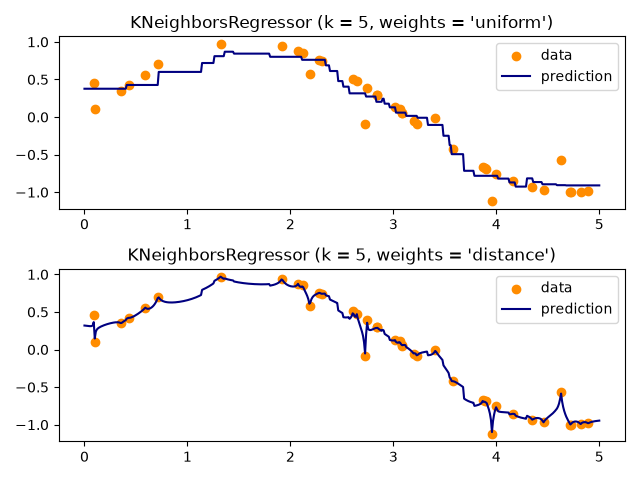 KNeighborsRegressor (k = 5, weights = 'uniform')
1.0
0.5
0.0
−0.5
−1.0
data
prediction
0 1 2 3 4 5
KNeighborsRegressor (k = 5, weights = 'distance')
1.0
0.5
0.0
−0.5
−1.0
data
prediction
0 1 2 3 4 5